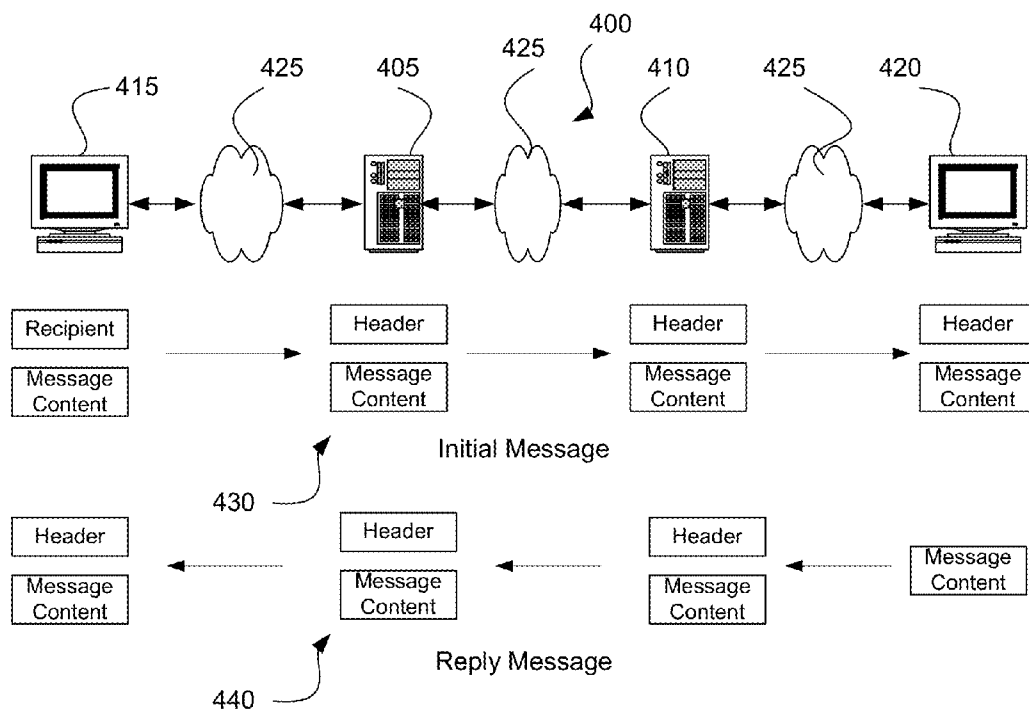 400
415
425
405
425
410
425
420
Recipient
Header
Header
Header
Message
Content
Message
Content
Message
Content
Message
Content
Initial Message
430
Header
Header
Header
Message
Content
Message
Content
Message
Content
Message
Content
Reply Message
440